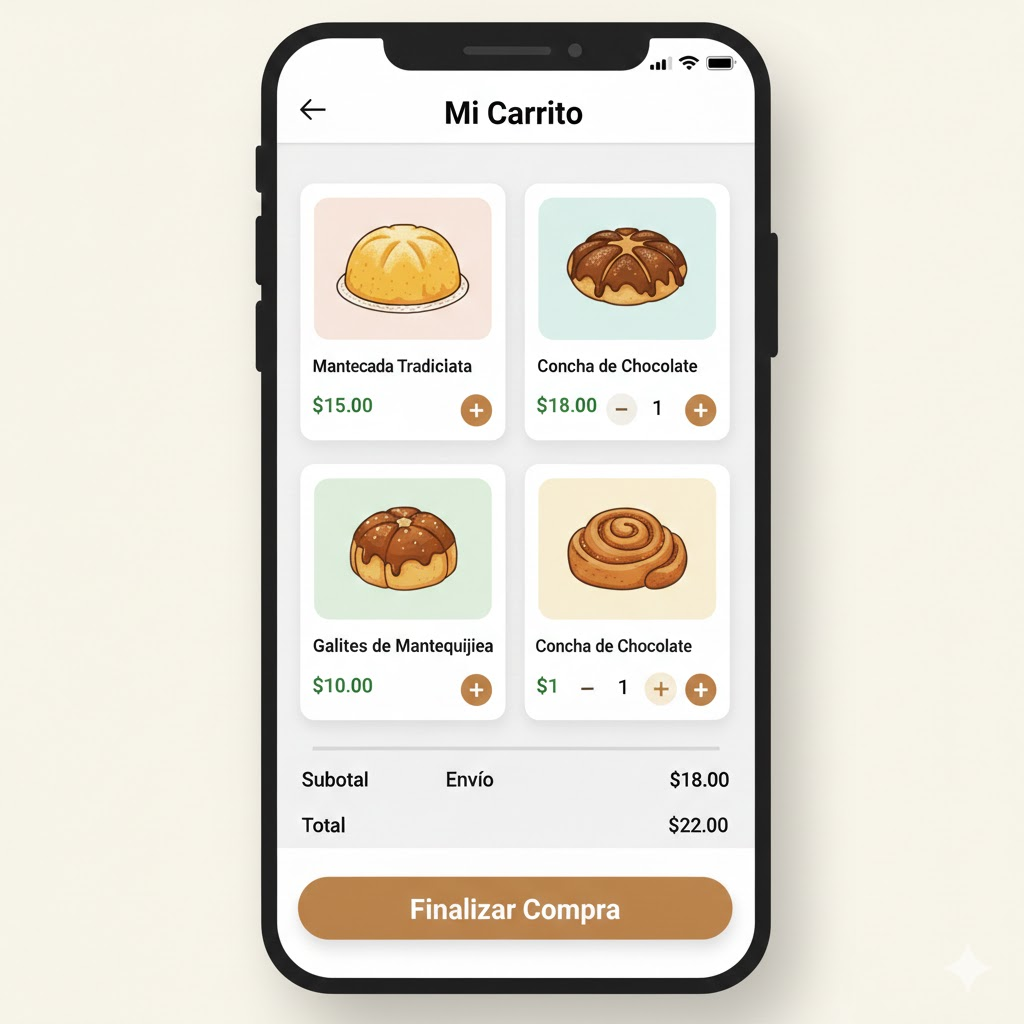 Mi Carrito
Mantecada Tradiciata
$15.00 +
Concha de Chocolate
$18.00 − 1 +
Galites de Mantequijiea
$10.00 +
Concha de Chocolate
$1 − 1 + +
Subotal Envío $18.00
Total $22.00
Finalizar Compra